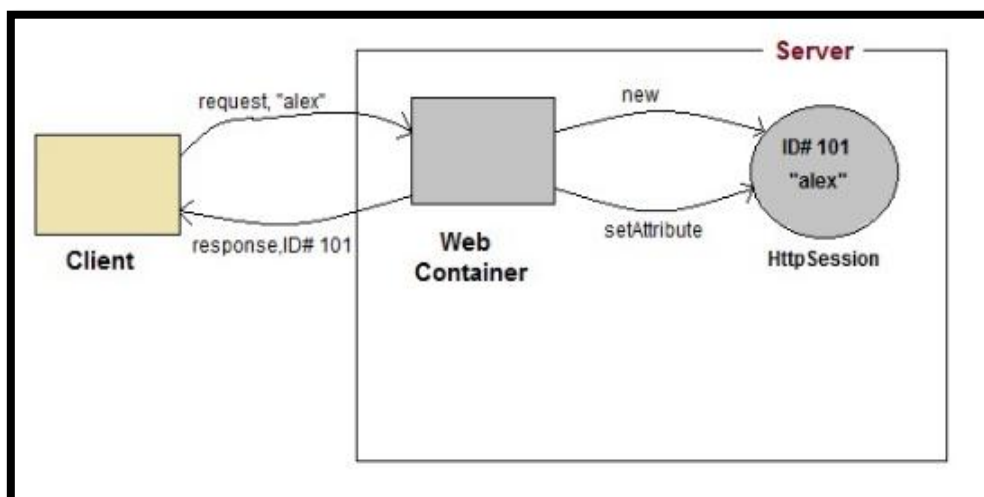 Server
request, "alex"
new
ID# 101
"alex"
response,ID# 101
setAttribute
Client
Web
Container
HttpSession